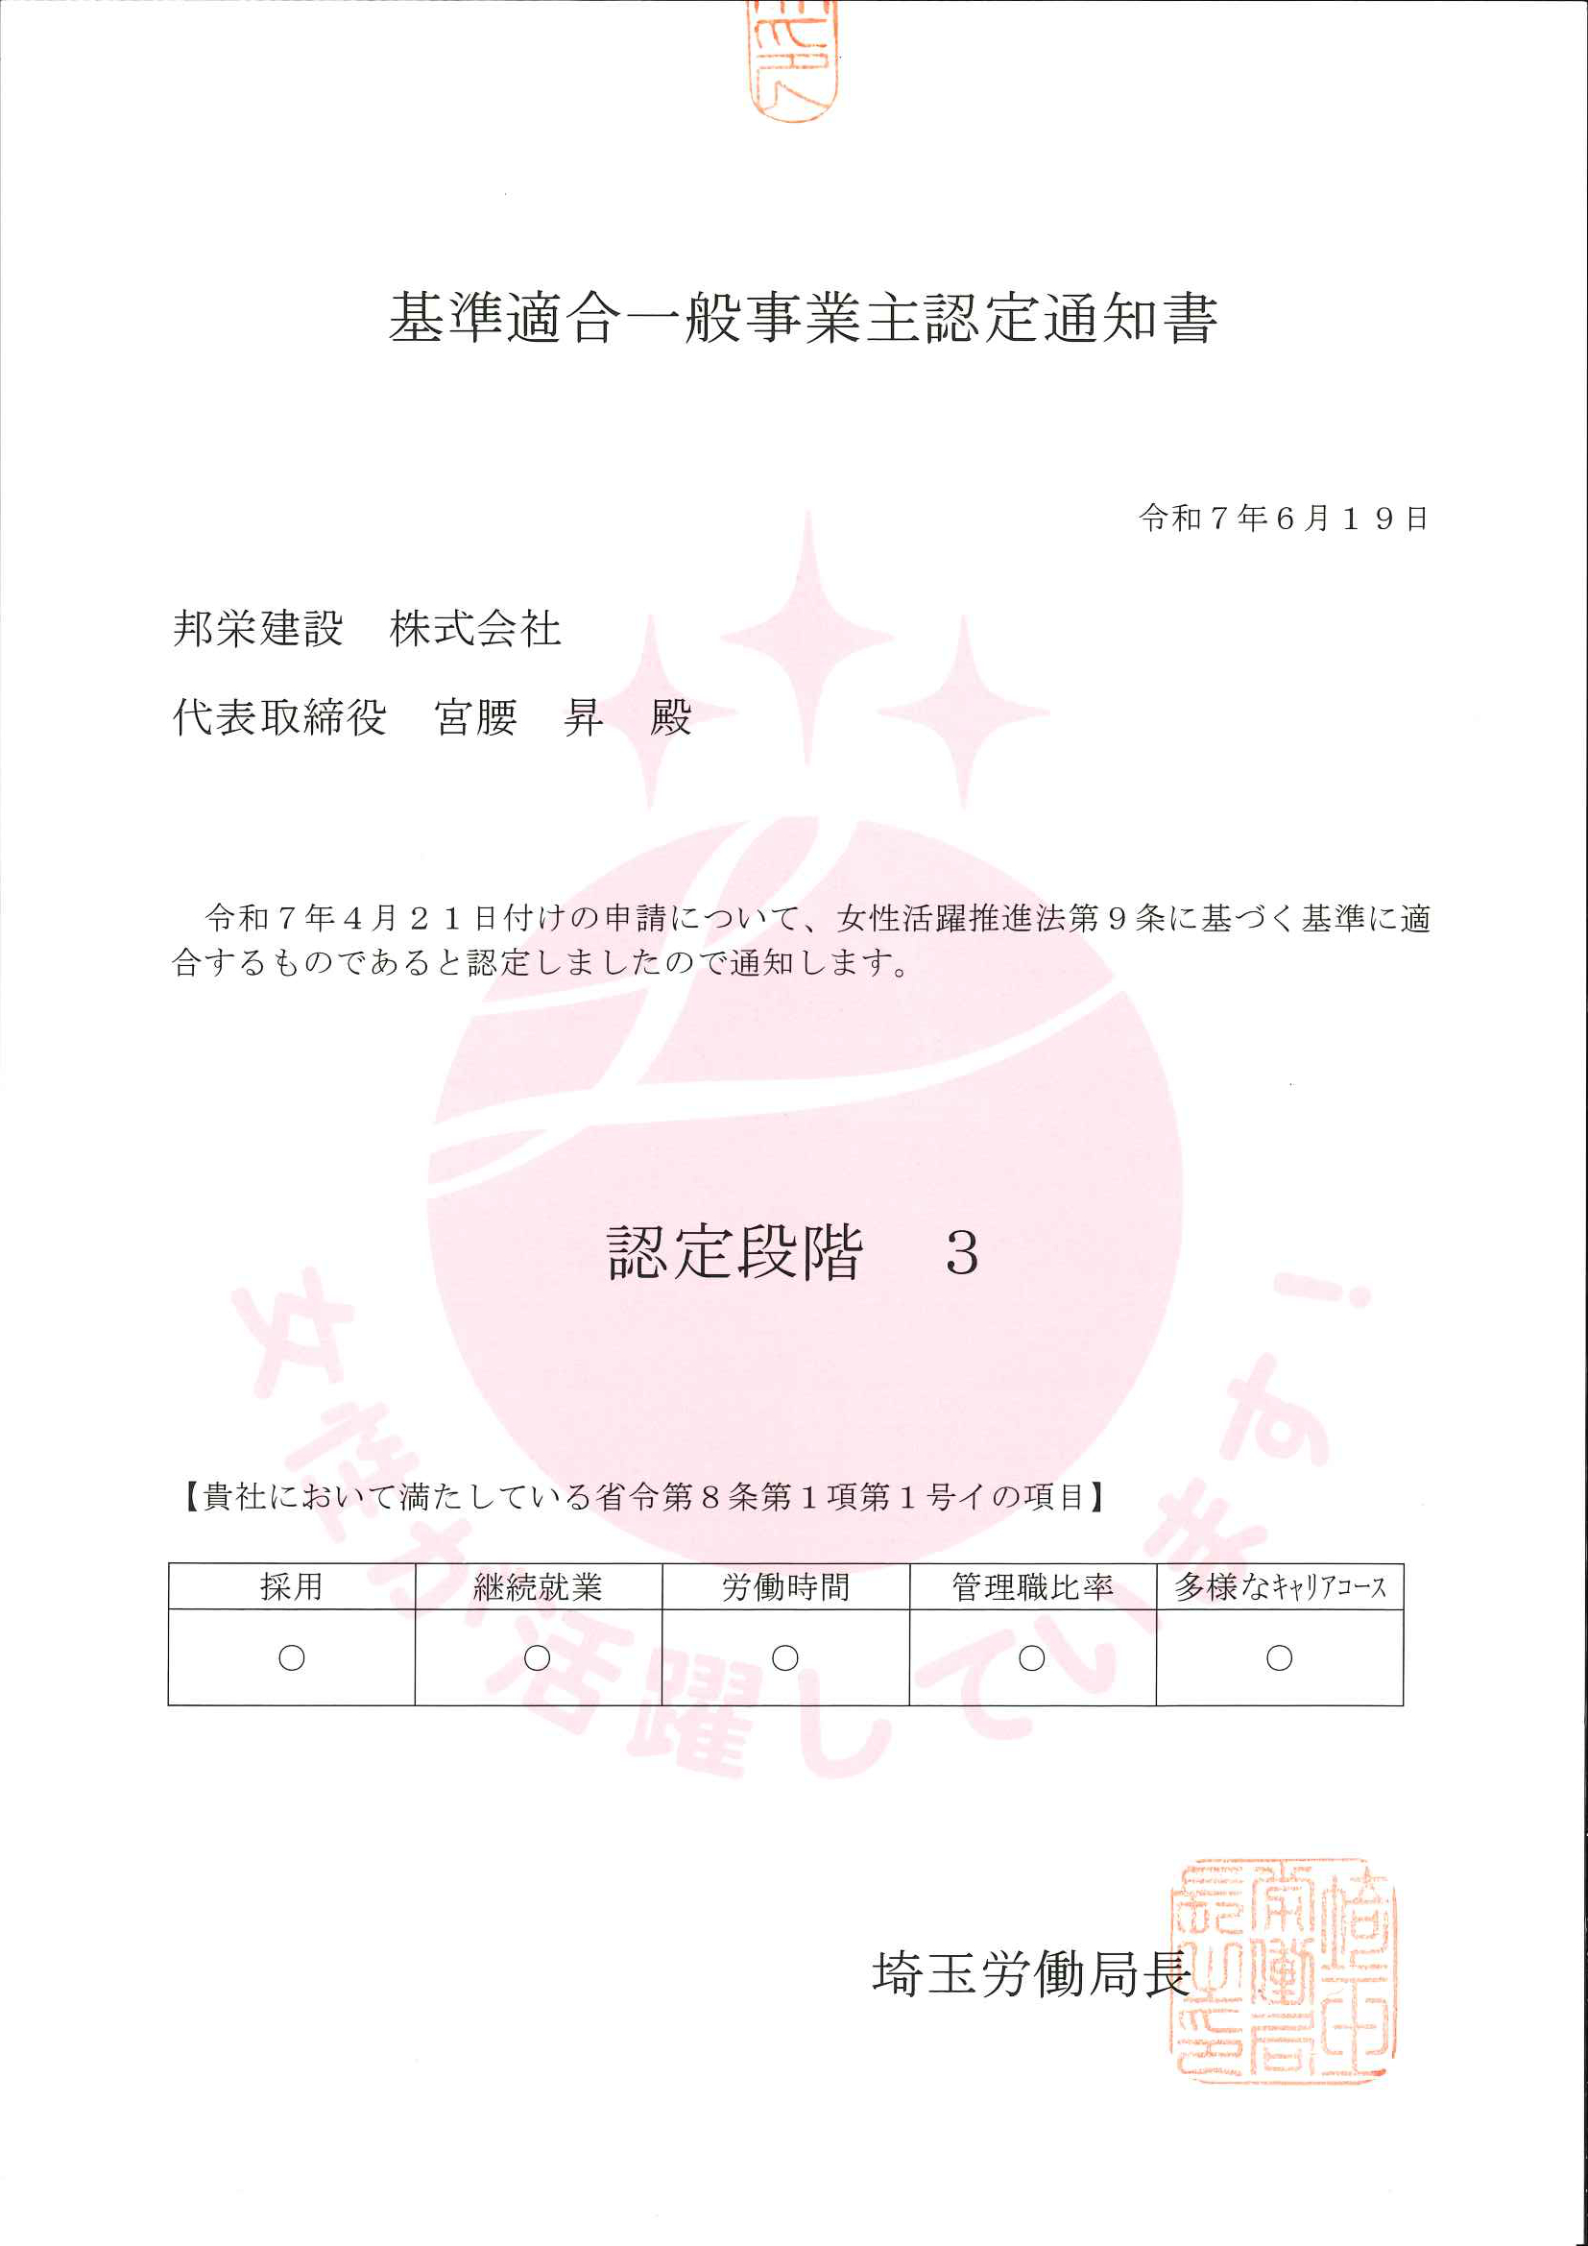 基準適合一般事業主認定通知書
令和７年６月１９日
邦栄建設　株式会社
代表取締役　宮腰　昇　殿
令和７年４月２１日付けの申請について、女性活躍推進法第９条に基づく基準に適
合するものであると認定しましたので通知します。
認定段階　３
【貴社において満たしている省令第８条第１項第１号イの項目】
採用　継続就業　労働時間　管理職比率　多様なｷｬﾘｱｺｰｽ
○　○　○　○　○
女性が活躍しています！
埼玉労働局長
埼玉労働局長之印